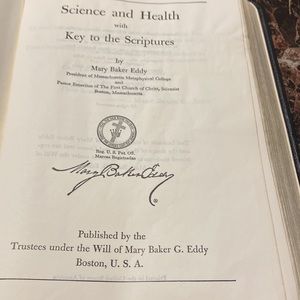 Science and Health
with
Key to the Scriptures
by
Mary Baker Eddy
President of Massachusetts Metaphysical College
and
Pastor Emeritus of The First Church of Christ, Scientist
Boston, Massachusetts
Reg. U. S. Pat. Off.
Marcas Registradas
Mary Baker Eddy
®
Published by the
Trustees under the Will of Mary Baker G. Eddy
Boston, U. S. A.